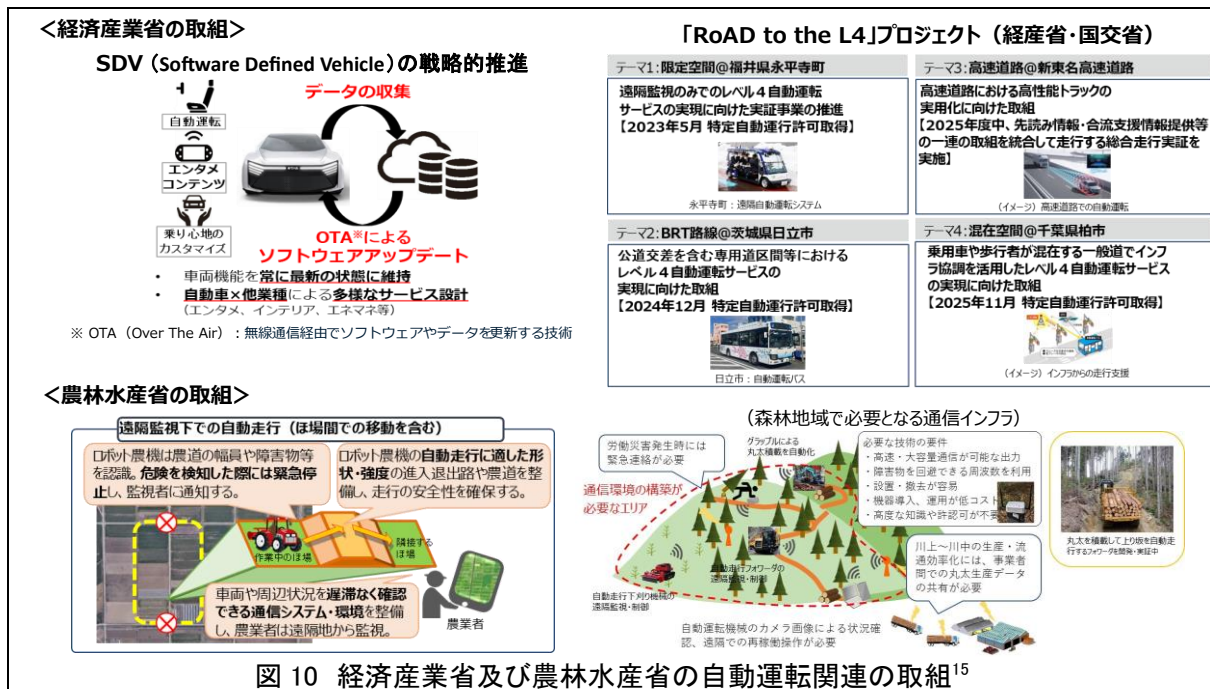 <経済産業省の取組>
SDV（Software Defined Vehicle）の戦略的推進
データの収集
自動運転
エンタメ
コンテンツ
乗り心地の
カスタマイズ
OTA※による
ソフトウェアアップデート
• 車両機能を常に最新の状態に維持
• 自動車×他業種による多様なサービス設計
（エンタメ、インテリア、エネマネ等）
※ OTA（Over The Air）：無線通信経由でソフトウェアやデータを更新する技術
「RoAD to the L4」プロジェクト（経産省・国交省）
テーマ1：限定空間＠福井県永平寺町
遠隔監視のみでのレベル４自動運転
サービスの実現に向けた実証事業の推進
【2023年5月 特定自動運行許可取得】
永平寺町：遠隔自動運転システム
テーマ3：高速道路＠新東名高速道路
高速道路における高性能トラックの
実用化に向けた取組
【2025年度中、先読み情報・合流支援情報提供等
の一連の取組を統合して走行する総合走行実証を
実施】
（イメージ）高速道路での自動運転
テーマ2：BRT路線＠茨城県日立市
公道交差を含む専用道区間等における
レベル４自動運転サービスの
実現に向けた取組
【2024年12月 特定自動運行許可取得】
日立市：自動運転バス
テーマ4：混在空間＠千葉県柏市
乗用車や歩行者が混在する一般道でインフ
ラ協調を活用したレベル４自動運転サービス
の実現に向けた取組
【2025年11月 特定自動運行許可取得】
（イメージ）インフラからの走行支援
<農林水産省の取組>
遠隔監視下での自動走行（ほ場間での移動を含む）
ロボット農機は農道の幅員や障害物等
を認識。危険を検知した際には緊急停
止し、監視者に通知する。
ロボット農機の自動走行に適した形
状・強度の進入退出路や農道を整
備し、走行の安全性を確保する。
作業中のほ場
隣接する
ほ場
車両や周辺状況を遅滞なく確認
できる通信システム・環境を整備
し、農業者は遠隔地から監視。
農業者
（森林地域で必要となる通信インフラ）
労働災害発生時には
緊急連絡が必要
グラップルによる
丸太積載を自動化
必要な技術の要件
・高速・大容量通信が可能な出力
・障害物を回避できる周波数を利用
・設置・撤去が容易
・機器導入、運用が低コスト
・高度な知識や許認可が不要
通信環境の構築が
必要なエリア
自動走行フォワーダの
遠隔監視・制御
自動走行下刈り機械の
遠隔監視・制御
川上～川中の生産・流
通効率化には、事業者
間での丸太生産データ
の共有が必要
自動運転機械のカメラ画像による状況確
認、遠隔での再稼働操作が必要
丸太を積載して上り坂を自動走
行するフォワーダを開発・実証中
図 10 経済産業省及び農林水産省の自動運転関連の取組15